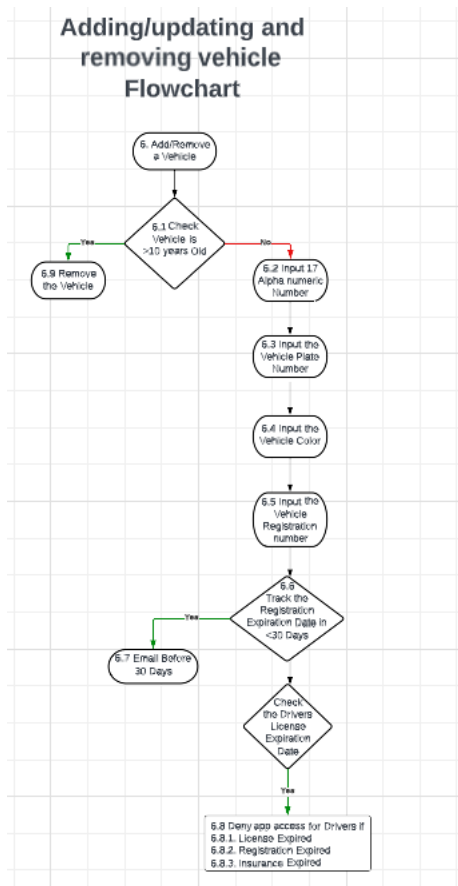 Adding/updating and
removing vehicle
Flowchart
6. Add/Remove
a Vehicle
6.1 Check
Vehicle is
>10 years Old
Yes
No
6.9 Remove
the Vehicle
6.2 Input 17
Alpha numeric
Number
6.3 Input the
Vehicle Plate
Number
6.4 Input the
Vehicle Color
6.5 Input the
Vehicle
Registration
number
6.6
Track the
Registration
Expiration Date in
<30 Days
Yes
6.7 Email Before
30 Days
Check
the Drivers
License
Expiration
Date
Yes
6.8 Deny app access for Drivers if
6.8.1. License Expired
6.8.2. Registration Expired
6.8.3. Insurance Expired